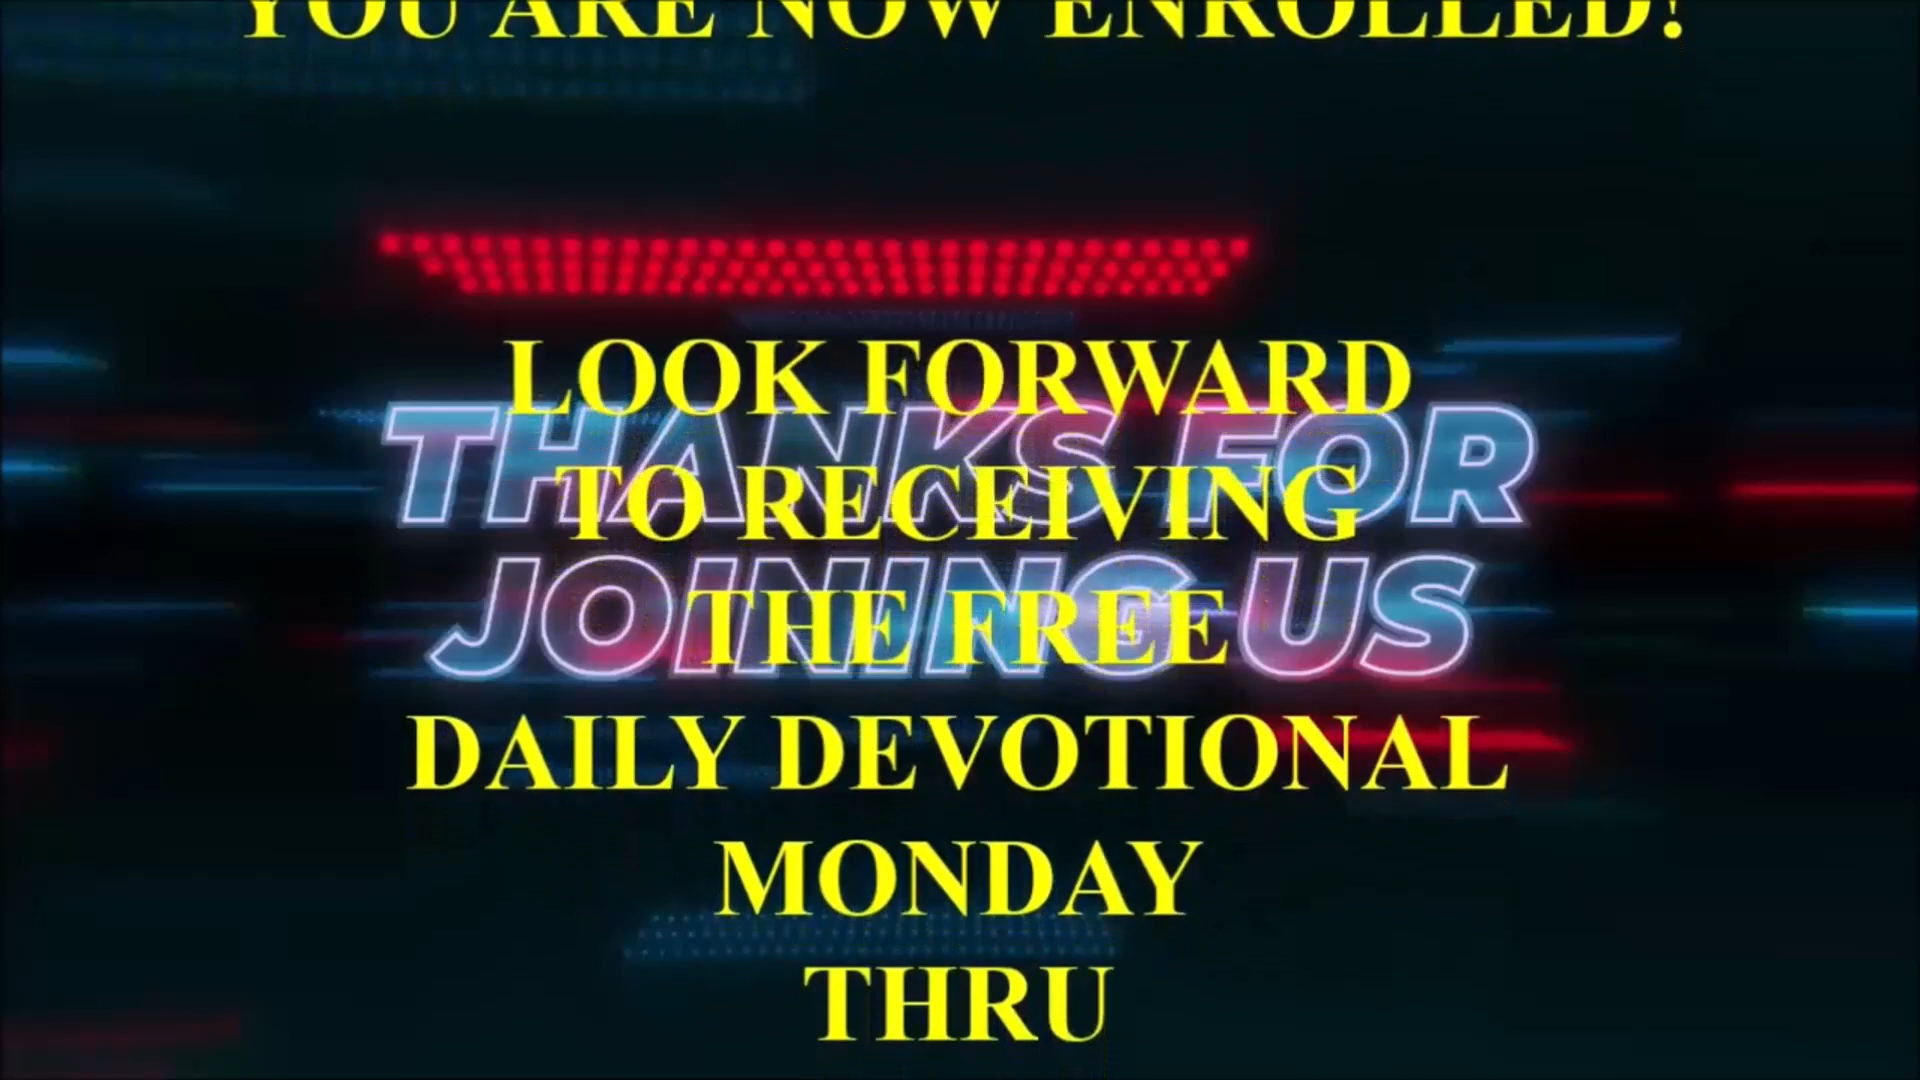 YOU ARE NOW ENROLLED!
LOOK FORWARD
THANKS FOR
TO RECEIVING
JOINING US
THE FREE
DAILY DEVOTIONAL
MONDAY
THRU